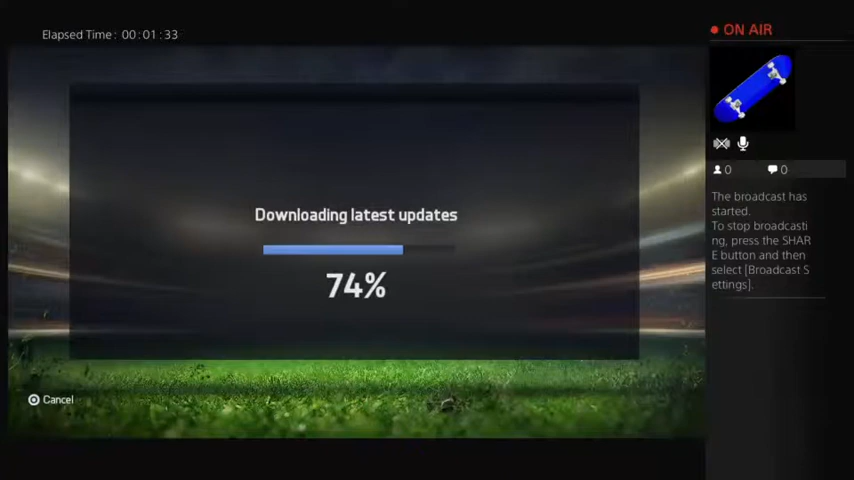 Elapsed Time: 00:01:33
ON AIR
0 0
The broadcast has
started.
To stop broadcasti
ng, press the SHAR
E button and then
select [Broadcast S
ettings].
Downloading latest updates
74%
Cancel